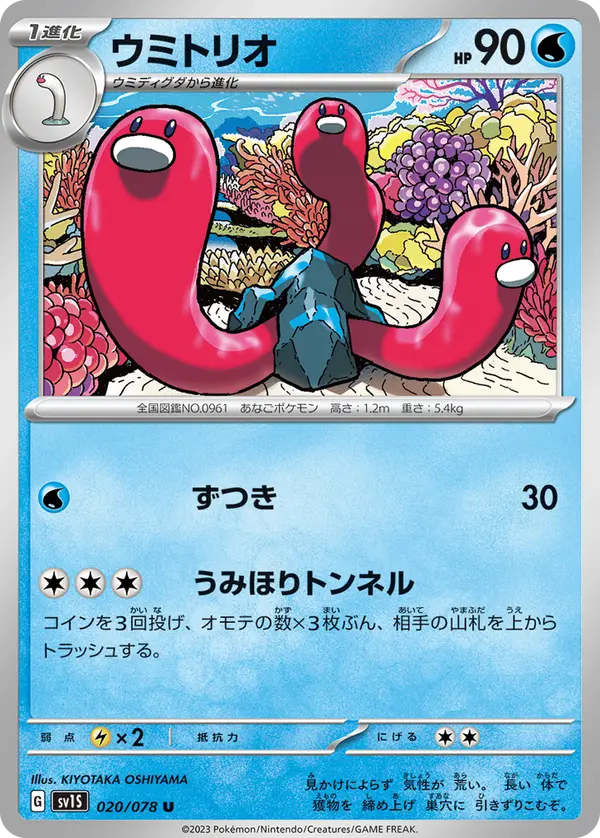 1進化
ウミトリオ
HP90
ウミディグダから進化
全国図鑑NO.0961 あなごポケモン 高さ：1.2m 重さ：5.4kg
ずつき 30
うみほりトンネル
コインを3回投げ、オモテの数×3枚ぶん、相手の山札を上から
トラッシュする。
弱点 ×2 抵抗力 にげる
Illus. KIYOTAKA OSHIYAMA
G sv1S 020/078 U
見かけによらず 気性が 荒い。 長い 体で
獲物を 締め上げ 巣穴に 引きずりこむぞ。
©2023 Pokémon/Nintendo/Creatures/GAME FREAK.